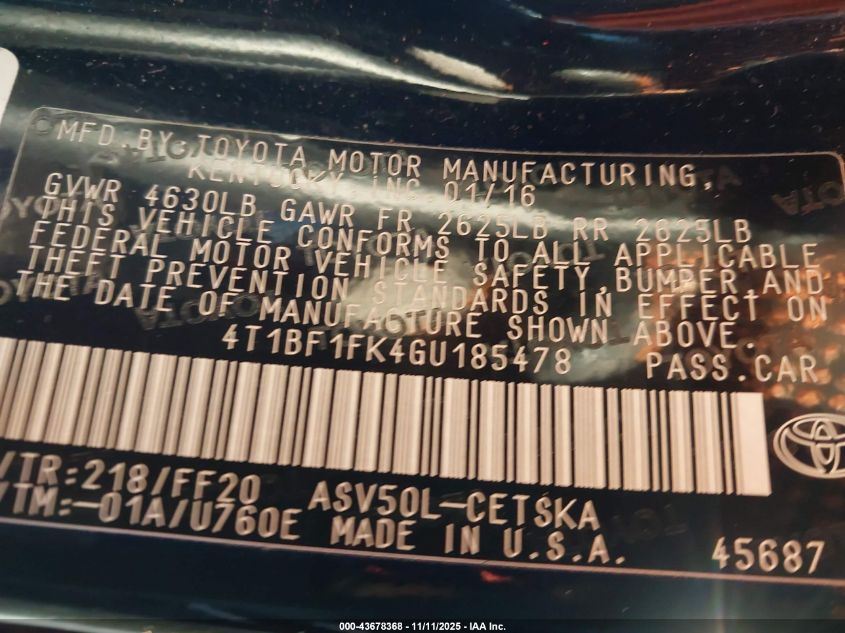 MFD. BY TOYOTA MOTOR MANUFACTURING,
KENTUCKY, INC. 01/16
GVWR 4630LB GAWR FR 2625LB RR 2625LB
THIS VEHICLE CONFORMS TO ALL APPLICABLE
FEDERAL MOTOR VEHICLE SAFETY, BUMPER, AND
THEFT PREVENTION STANDARDS IN EFFECT ON
THE DATE OF MANUFACTURE SHOWN ABOVE.
4T1BF1FK4GU185478 PASS.CAR
/TR:218/FF20 ASV50L-CETSKA
/TM:-01A/U760E MADE IN U.S.A. 45687
000-43678368 - 11/11/2025 - IAA Inc.